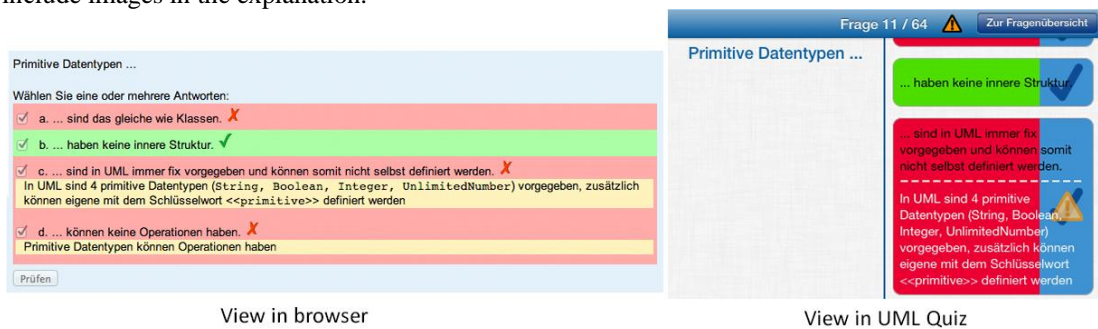 include images in the explanation.
Primitive Datentypen ...
Wählen Sie eine oder mehrere Antworten:
a. ... sind das gleiche wie Klassen. ✗
b. ... haben keine innere Struktur. ✓
c. ... sind in UML immer fix vorgegeben und können somit nicht selbst definiert werden. ✗
In UML sind 4 primitive Datentypen (String, Boolean, Integer, UnlimitedNumber) vorgegeben, zusätzlich
können eigene mit dem Schlüsselwort <<primitive>> definiert werden
d. ... können keine Operationen haben. ✗
Primitive Datentypen können Operationen haben
Prüfen
View in browser
Frage 11 / 64
Zur Fragenübersicht
Primitive Datentypen ...
... haben keine innere Struktur.
... sind in UML immer fix
vorgegeben und können somit
nicht selbst definiert werden.
In UML sind 4 primitive
Datentypen (String, Boolean,
Integer, UnlimitedNumber)
vorgegeben, zusätzlich können
eigene mit dem Schlüsselwort
<<primitive>> definiert werden
View in UML Quiz